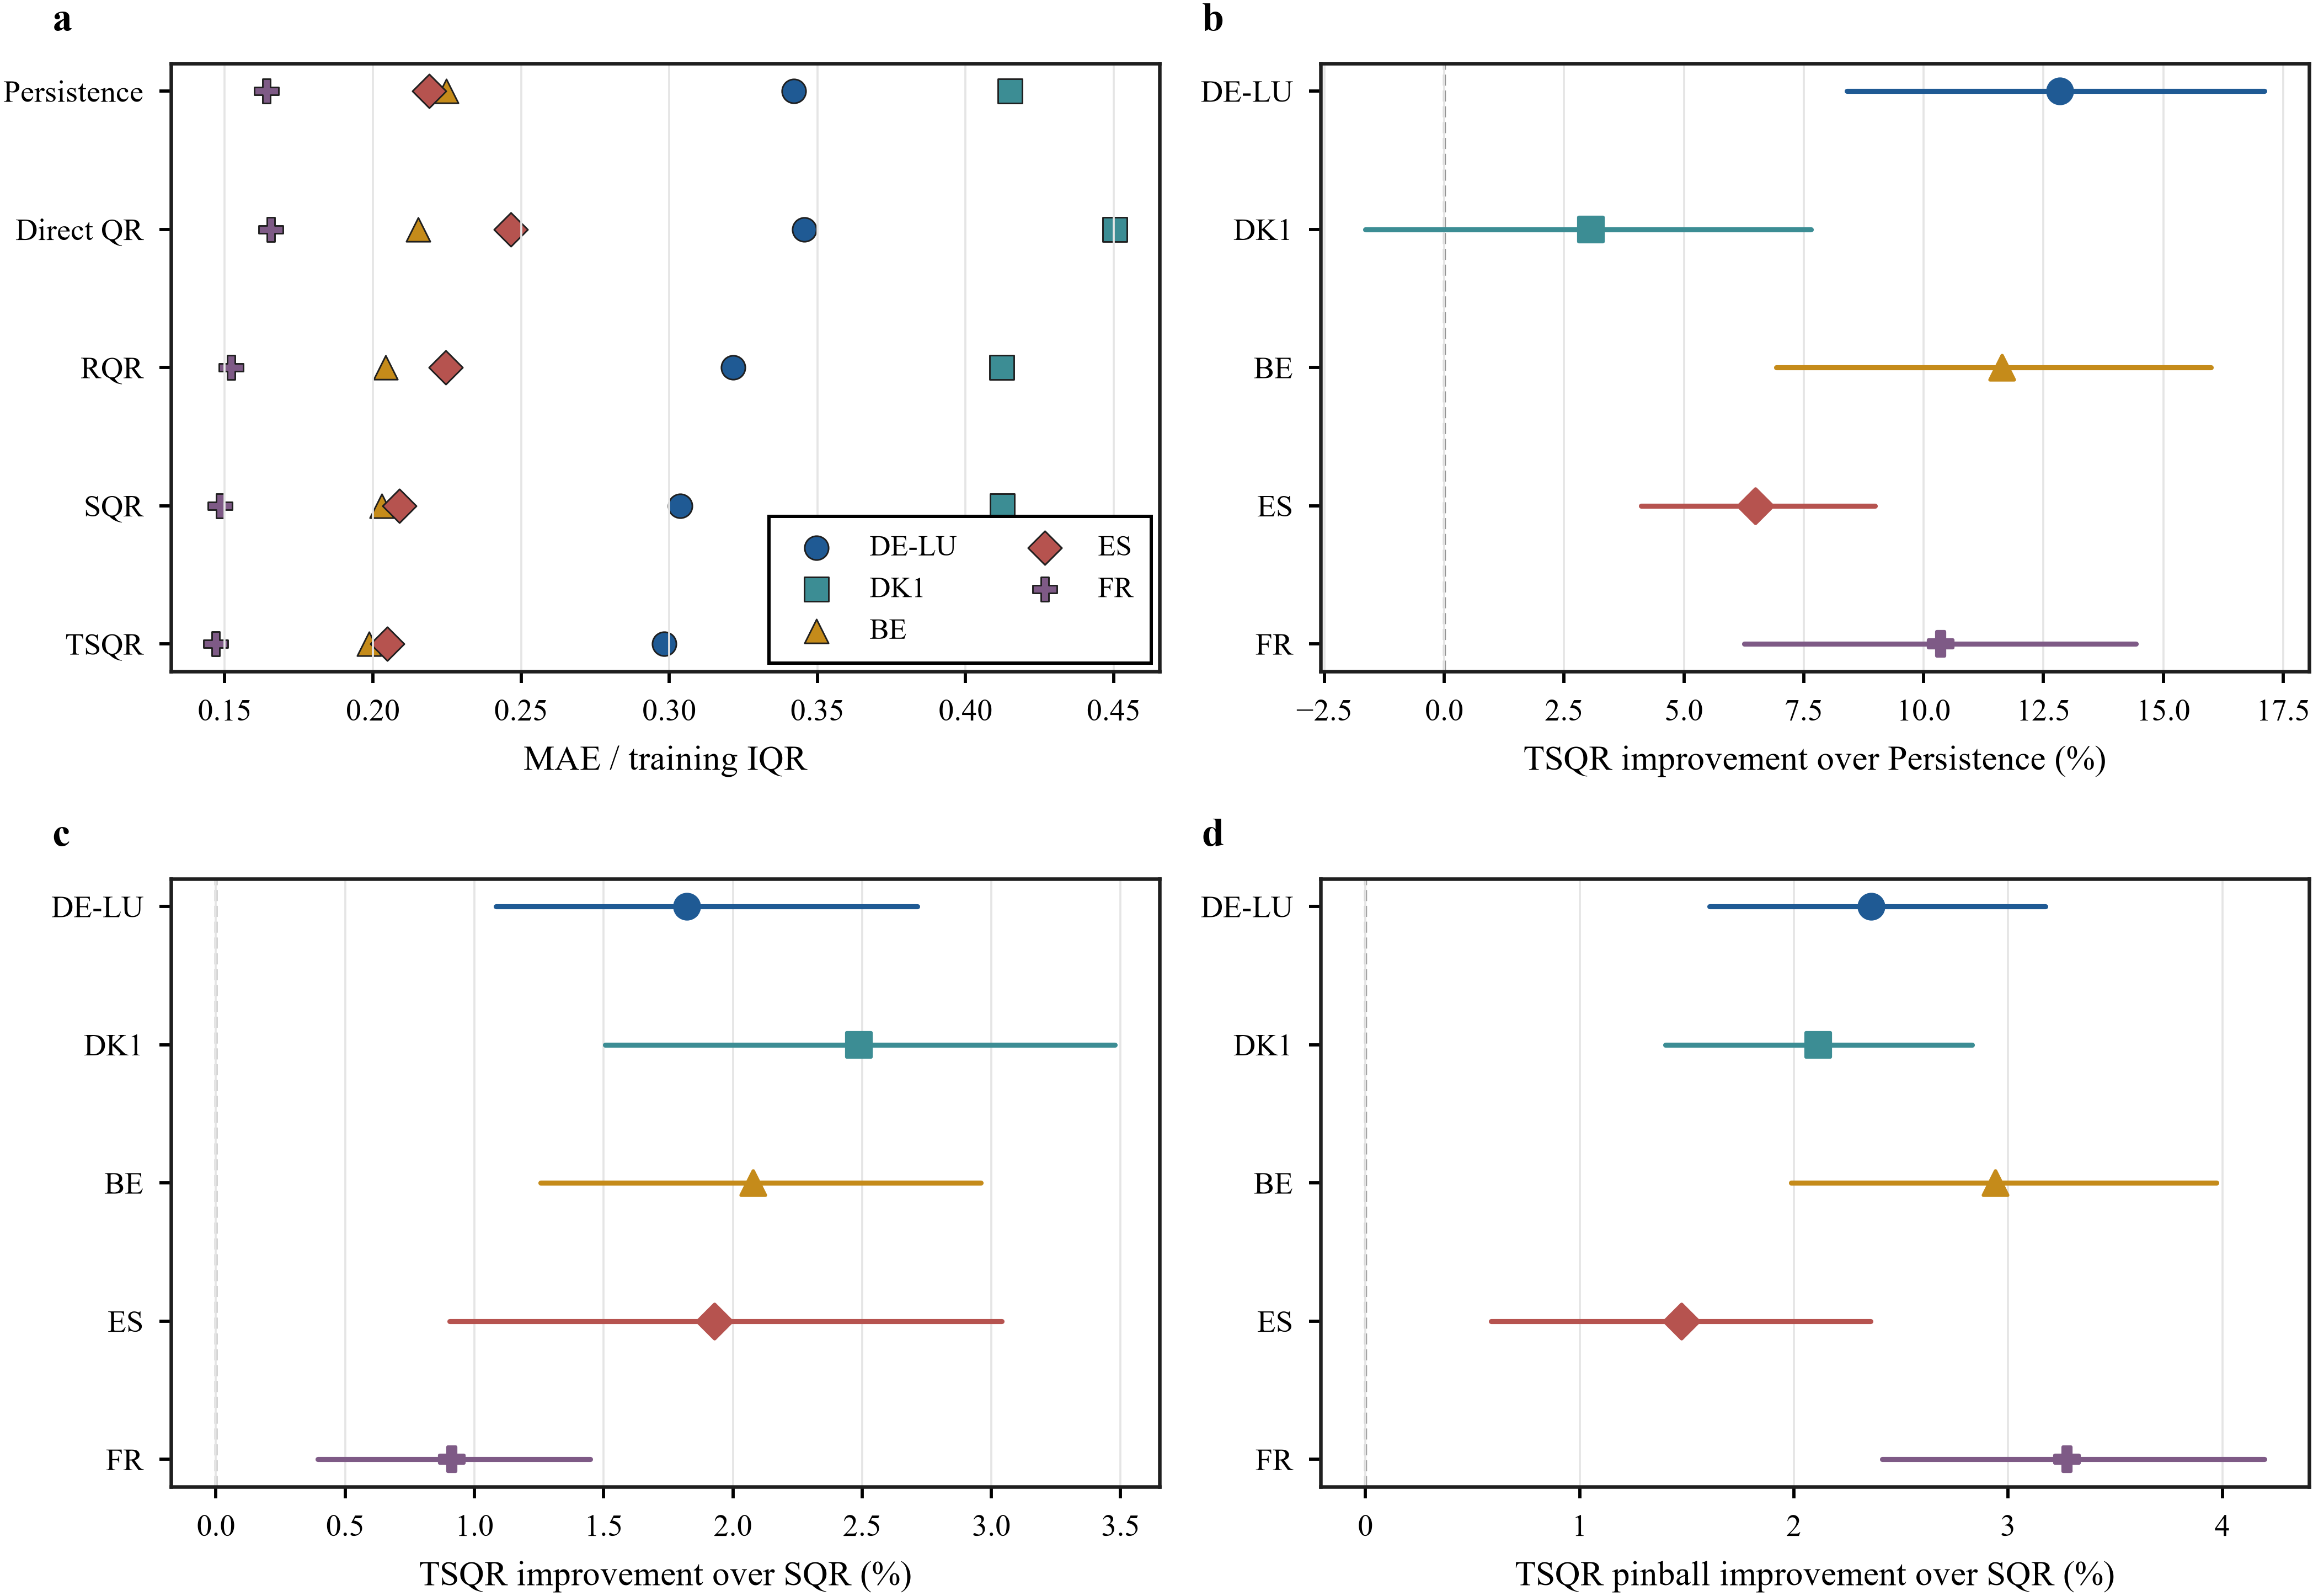 a
Persistence
Direct QR
RQR
SQR
TSQR
DE-LU
DK1
BE
ES
FR
0.15 0.20 0.25 0.30 0.35 0.40 0.45
MAE / training IQR
b
DE-LU
DK1
BE
ES
FR
−2.5 0.0 2.5 5.0 7.5 10.0 12.5 15.0 17.5
TSQR improvement over Persistence (%)
c
DE-LU
DK1
BE
ES
FR
0.0 0.5 1.0 1.5 2.0 2.5 3.0 3.5
TSQR improvement over SQR (%)
d
DE-LU
DK1
BE
ES
FR
0 1 2 3 4
TSQR pinball improvement over SQR (%)